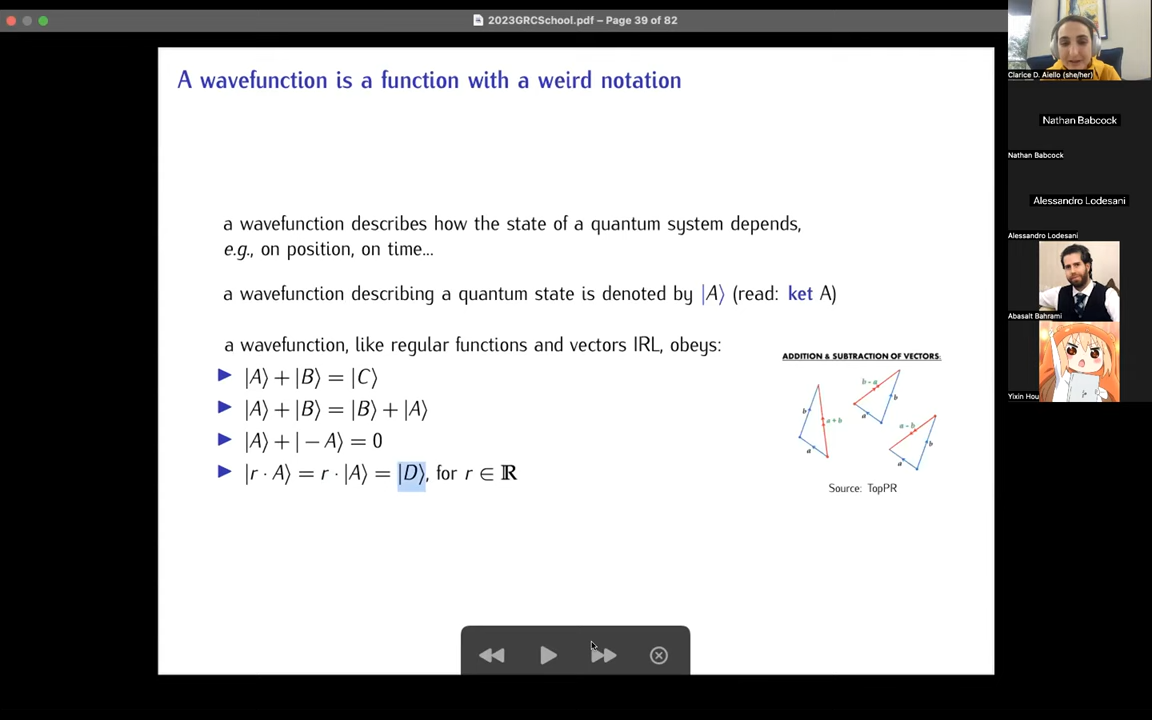 2023GRCSchool.pdf – Page 39 of 82
A wavefunction is a function with a weird notation
a wavefunction describes how the state of a quantum system depends,
e.g., on position, on time...
a wavefunction describing a quantum state is denoted by |A⟩ (read: ket A)
a wavefunction, like regular functions and vectors IRL, obeys:
▶ |A⟩ + |B⟩ = |C⟩
▶ |A⟩ + |B⟩ = |B⟩ + |A⟩
▶ |A⟩ + | − A⟩ = 0
▶ |r · A⟩ = r · |A⟩ = |D⟩, for r ∈ ℝ
ADDITION & SUBTRACTION OF VECTORS:
b
a + b
a
b - a
b
a
a - b
b
a
Source: TopPR
Clarice D. Aiello (she/her)
Nathan Babcock
Nathan Babcock
Alessandro Lodesani
Alessandro Lodesani
Abasalt Bahrami
Yixin Hou